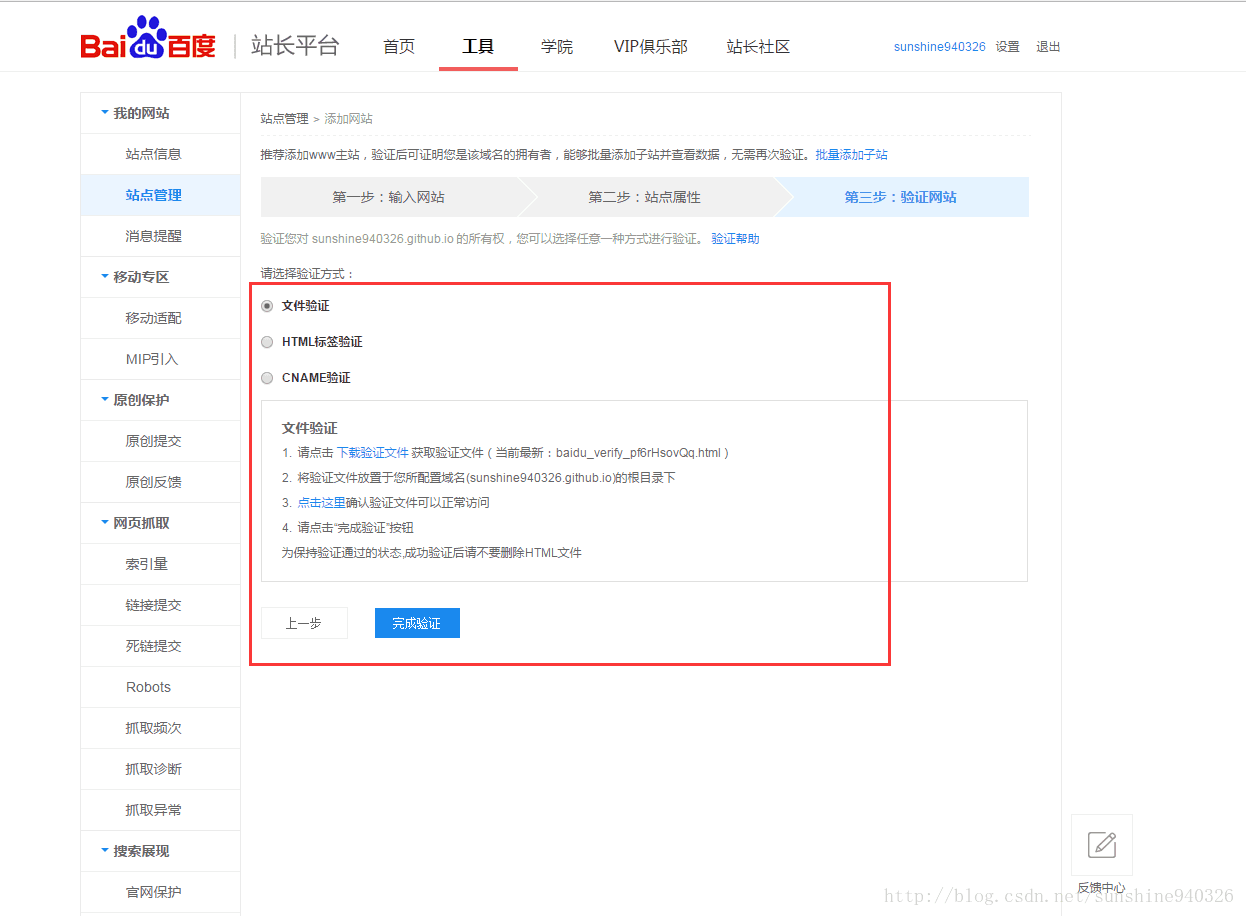 Bai du 百度 站长平台 首页 工具 学院 VIP俱乐部 站长社区 sunshine940326 设置 退出
我的网站
站点信息
站点管理
消息提醒
移动专区
移动适配
MIP引入
原创保护
原创提交
原创反馈
网页抓取
索引量
链接提交
死链提交
Robots
抓取频次
抓取诊断
抓取异常
搜索展现
官网保护
站点管理 > 添加网站
推荐添加www主站，验证后可证明您是该域名的拥有者，能够批量添加子站并查看数据，无需再次验证。批量添加子站
第一步：输入网站 第二步：站点属性 第三步：验证网站
验证您对 sunshine940326.github.io 的所有权，您可以选择任意一种方式进行验证。 验证帮助
请选择验证方式：
文件验证
HTML标签验证
CNAME验证
文件验证
1. 请点击 下载验证文件 获取验证文件（当前最新：baidu_verify_pf6rHsovQq.html）
2. 将验证文件放置于您所配置域名(sunshine940326.github.io)的根目录下
3. 点击这里确认验证文件可以正常访问
4. 请点击“完成验证”按钮
为保持验证通过的状态,成功验证后请不要删除HTML文件
上一步 完成验证
反馈中心
http://blog.csdn.net/sunshine940326